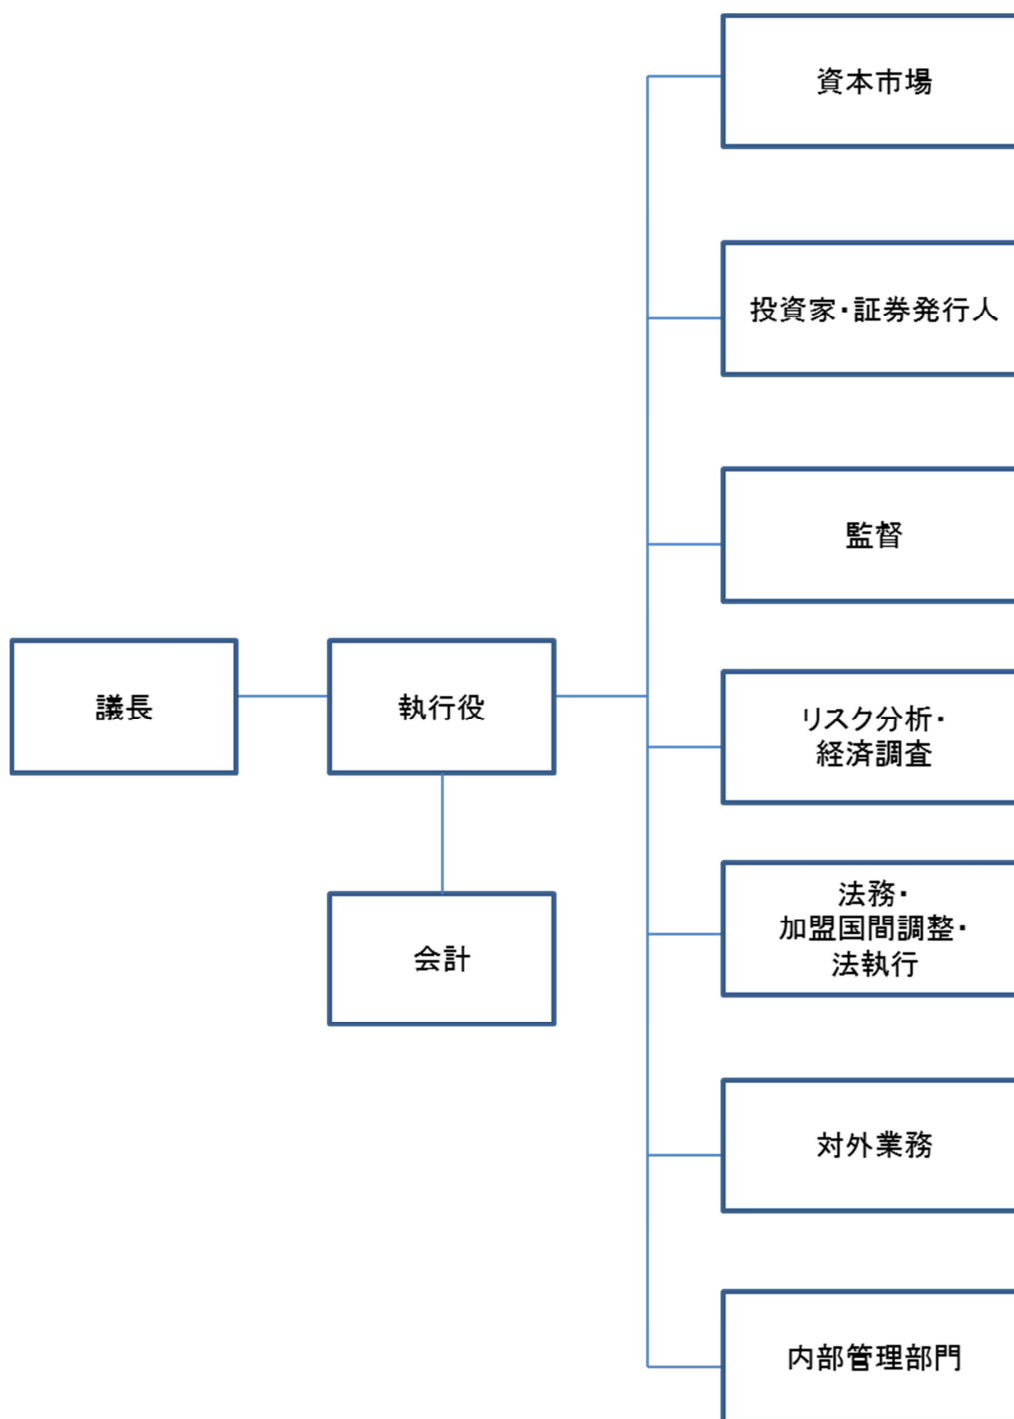 資本市場
投資家・証券発行人
監督
議長
執行役
リスク分析・
経済調査
会計
法務・
加盟国間調整・
法執行
対外業務
内部管理部門